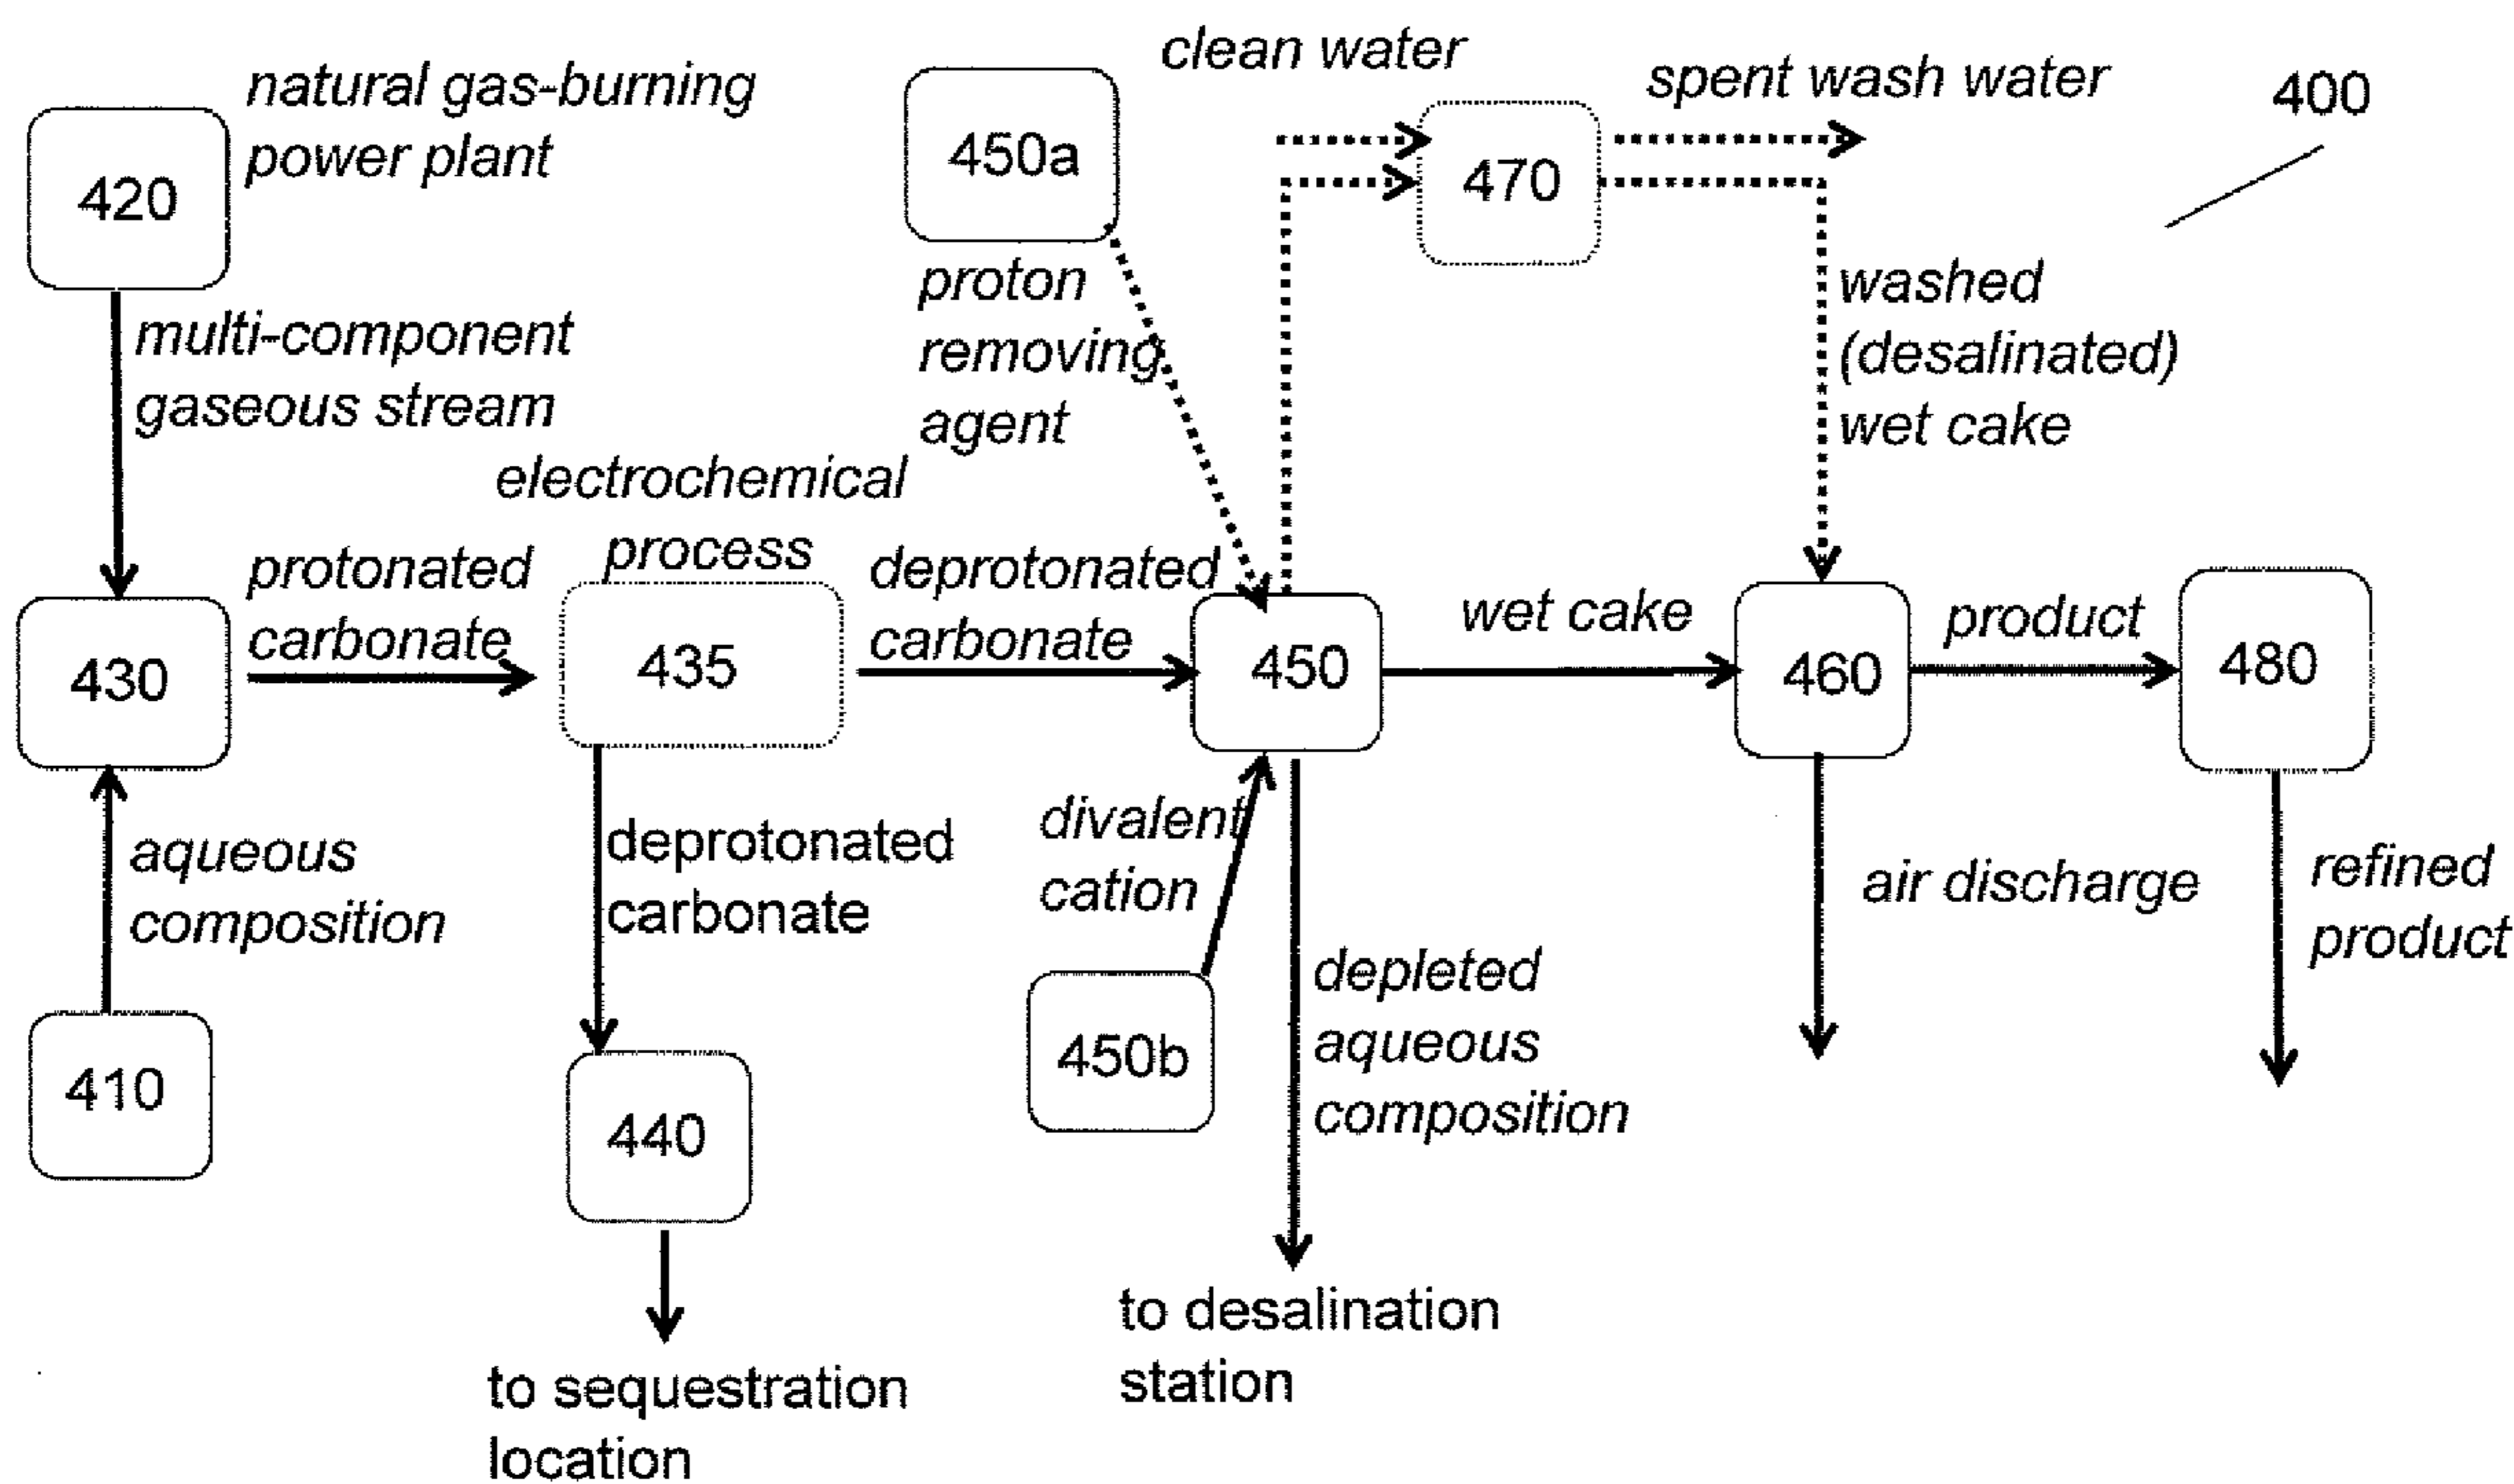 clean water
natural gas-burning
power plant
420
450a
470
spent wash water
400
multi-component
gaseous stream
proton
removing
agent
washed
(desalinated)
wet cake
electrochemical
process
protonated
carbonate
deprotonated
carbonate
wet cake
product
430
435
450
460
480
aqueous
composition
deprotonated
carbonate
divalent
cation
air discharge
refined
product
410
440
450b
depleted
aqueous
composition
to desalination
station
to sequestration
location